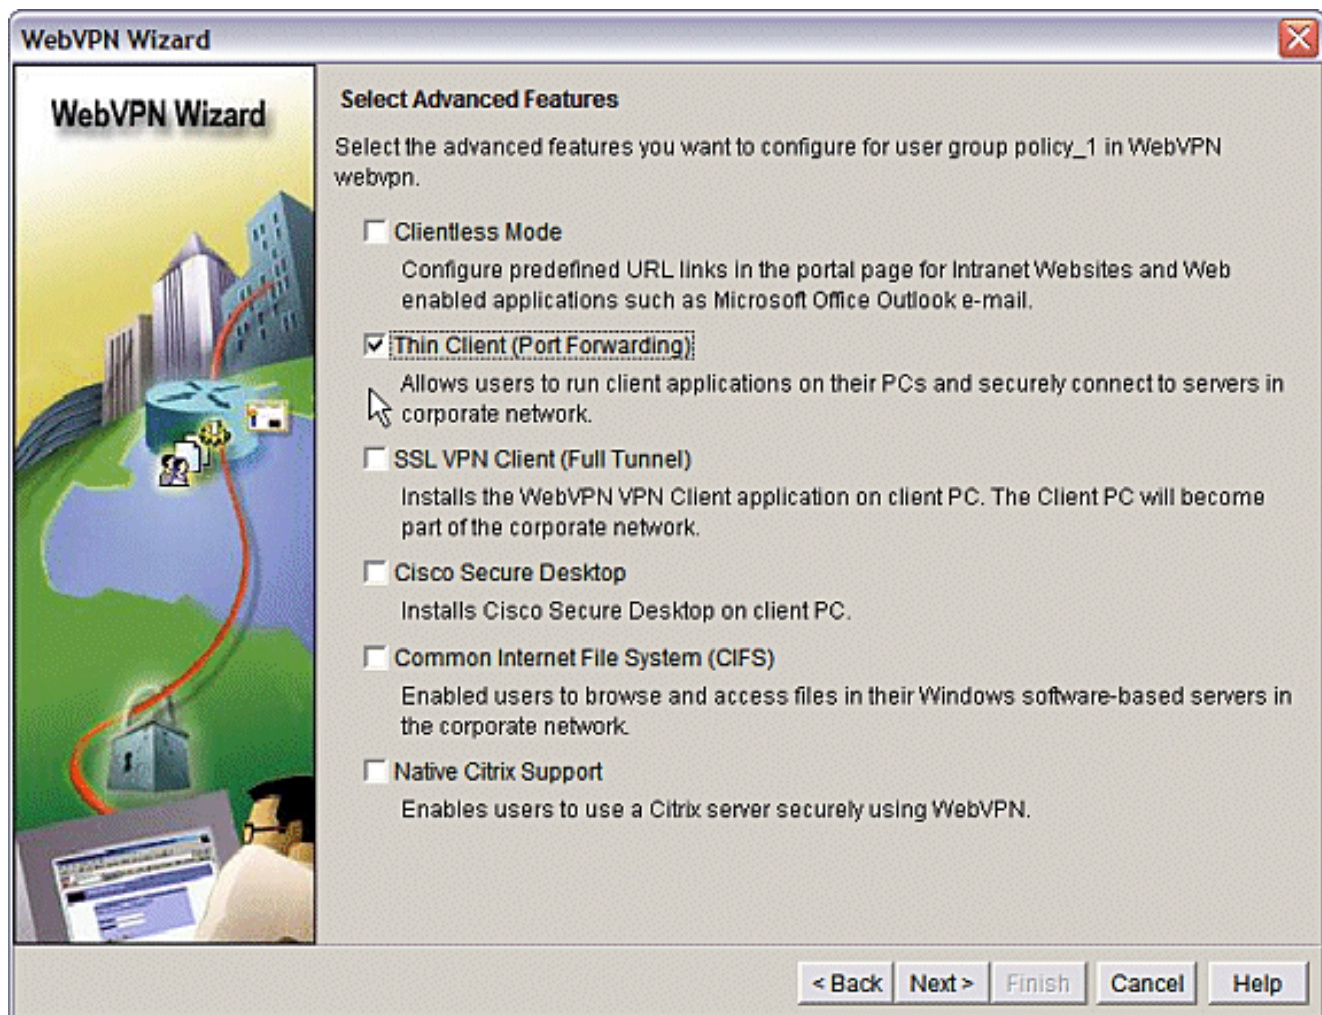 WebVPN Wizard
WebVPN Wizard
Select Advanced Features
Select the advanced features you want to configure for user group policy_1 in WebVPN
webvpn.
Clientless Mode
Configure predefined URL links in the portal page for Intranet Websites and Web
enabled applications such as Microsoft Office Outlook e-mail.
Thin Client (Port Forwarding)
Allows users to run client applications on their PCs and securely connect to servers in
corporate network.
SSL VPN Client (Full Tunnel)
Installs the WebVPN VPN Client application on client PC. The Client PC will become
part of the corporate network.
Cisco Secure Desktop
Installs Cisco Secure Desktop on client PC.
Common Internet File System (CIFS)
Enabled users to browse and access files in their Windows software-based servers in
the corporate network.
Native Citrix Support
Enables users to use a Citrix server securely using WebVPN.
< Back Next > Finish Cancel Help